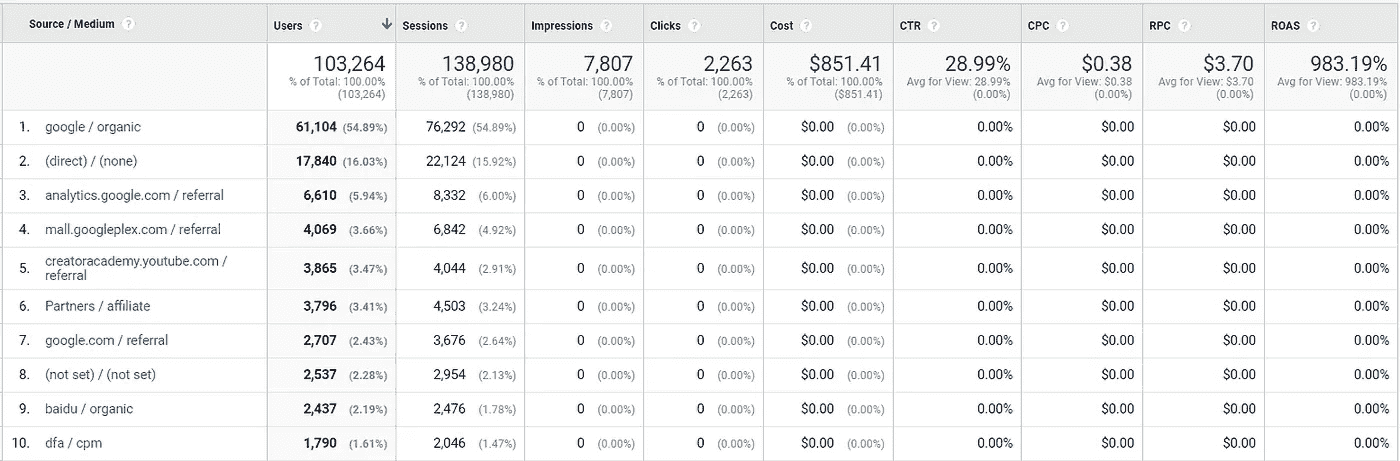 Source / Medium ? Users ? ↓ Sessions ? Impressions ? Clicks ? Cost ? CTR ? CPC ? RPC ? ROAS ?
103,264 138,980 7,807 2,263 $851.41 28.99% $0.38 $3.70 983.19%
% of Total: 100.00% % of Total: 100.00% % of Total: 100.00% % of Total: 100.00% % of Total: 100.00% Avg for View: 28.99% Avg for View: $0.38 Avg for View: $3.70 Avg for View: 983.19%
(103,264) (138,980) (7,807) (2,263) ($851.41) (0.00%) (0.00%) (0.00%) (0.00%)
1. google / organic 61,104 (54.89%) 76,292 (54.89%) 0 (0.00%) 0 (0.00%) $0.00 (0.00%) 0.00% $0.00 $0.00 0.00%
2. (direct) / (none) 17,840 (16.03%) 22,124 (15.92%) 0 (0.00%) 0 (0.00%) $0.00 (0.00%) 0.00% $0.00 $0.00 0.00%
3. analytics.google.com / referral 6,610 (5.94%) 8,332 (6.00%) 0 (0.00%) 0 (0.00%) $0.00 (0.00%) 0.00% $0.00 $0.00 0.00%
4. mall.googleplex.com / referral 4,069 (3.66%) 6,842 (4.92%) 0 (0.00%) 0 (0.00%) $0.00 (0.00%) 0.00% $0.00 $0.00 0.00%
5. creatoracademy.youtube.com /
referral 3,865 (3.47%) 4,044 (2.91%) 0 (0.00%) 0 (0.00%) $0.00 (0.00%) 0.00% $0.00 $0.00 0.00%
6. Partners / affiliate 3,796 (3.41%) 4,503 (3.24%) 0 (0.00%) 0 (0.00%) $0.00 (0.00%) 0.00% $0.00 $0.00 0.00%
7. google.com / referral 2,707 (2.43%) 3,676 (2.64%) 0 (0.00%) 0 (0.00%) $0.00 (0.00%) 0.00% $0.00 $0.00 0.00%
8. (not set) / (not set) 2,537 (2.28%) 2,954 (2.13%) 0 (0.00%) 0 (0.00%) $0.00 (0.00%) 0.00% $0.00 $0.00 0.00%
9. baidu / organic 2,437 (2.19%) 2,476 (1.78%) 0 (0.00%) 0 (0.00%) $0.00 (0.00%) 0.00% $0.00 $0.00 0.00%
10. dfa / cpm 1,790 (1.61%) 2,046 (1.47%) 0 (0.00%) 0 (0.00%) $0.00 (0.00%) 0.00% $0.00 $0.00 0.00%